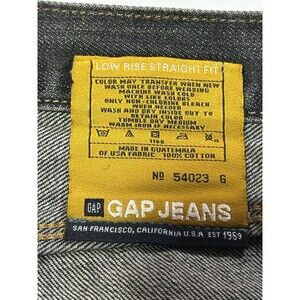 LOW RISE STRAIGHT FIT
COLOR MAY TRANSFER WHEN NEW
WASH ONCE BEFORE WEARING
MACHINE WASH COLD
WITH LIKE COLORS
ONLY NON-CHLORINE BLEACH
WHEN NEEDED
WASH AND DRY INSIDE OUT TO
RETAIN COLOR
TUMBLE DRY MEDIUM
WARM IRON IF NECESSARY
1166
MADE IN GUATEMALA
OF USA FABRIC 100% COTTON
No 54023 G
GAP GAP JEANS
SAN FRANCISCO, CALIFORNIA U.S.A. EST 1969